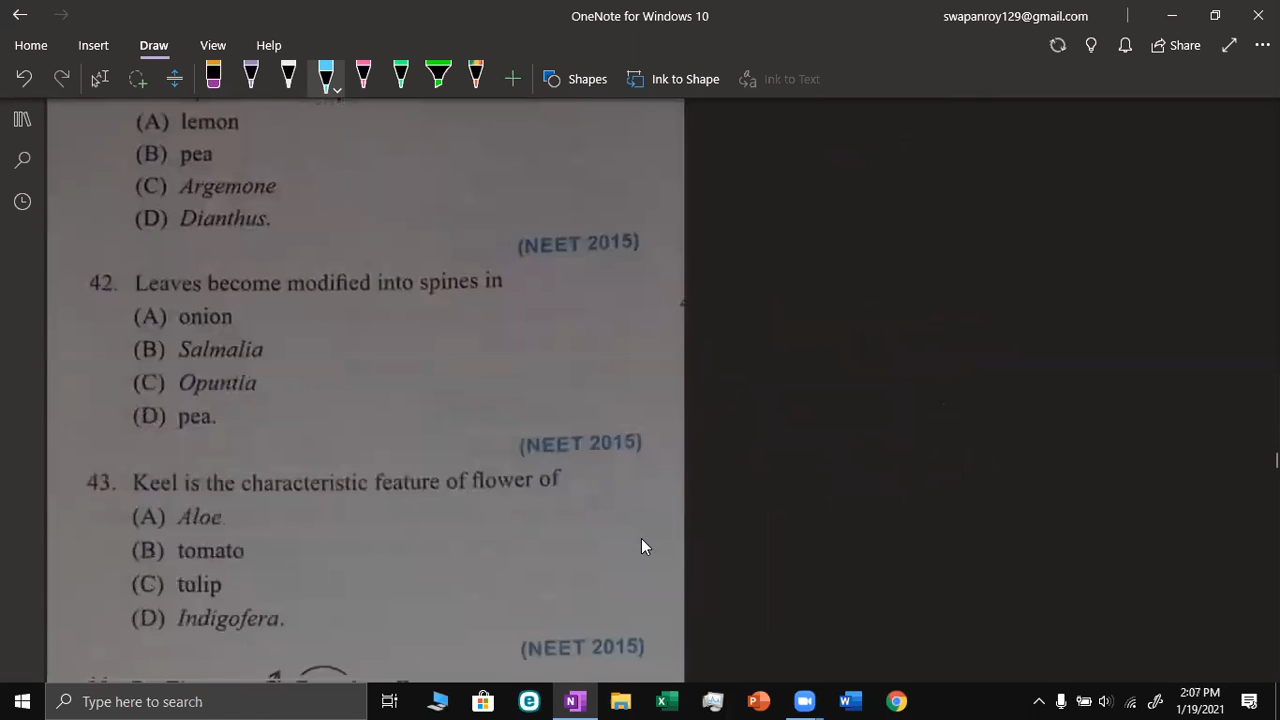 OneNote for Windows 10
swapanroy129@gmail.com
Home Insert Draw View Help
Share
Shapes Ink to Shape Ink to Text
(A) lemon
(B) pea
(C) Argemone
(D) Dianthus.
(NEET 2015)
42. Leaves become modified into spines in
(A) onion
(B) Salmalia
(C) Opuntia
(D) pea.
(NEET 2015)
43. Keel is the characteristic feature of flower of
(A) Aloe
(B) tomato
(C) tulip
(D) Indigofera.
(NEET 2015)
Type here to search
2:07 PM
1/19/2021